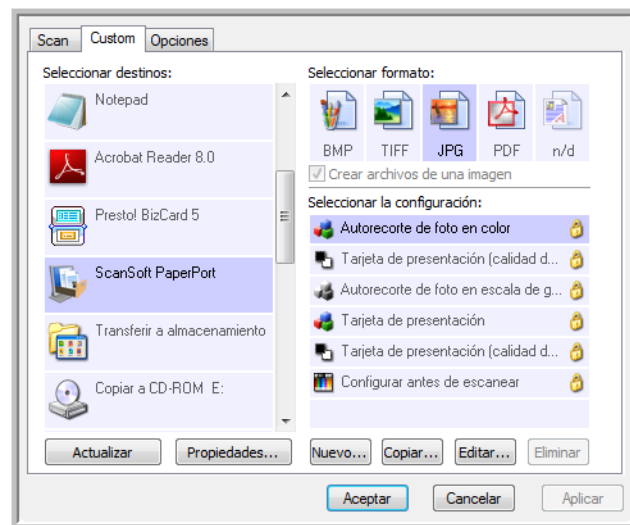 Scan Custom Opciones
Seleccionar destinos:
Notepad
Acrobat Reader 8.0
Presto! BizCard 5
ScanSoft PaperPort
Transferir a almacenamiento
Copiar a CD-ROM E:
Actualizar Propiedades...
Seleccionar formato:
BMP TIFF JPG PDF n/d
Crear archivos de una imagen
Seleccionar la configuración:
Autorecorte de foto en color
Tarjeta de presentación (calidad d...
Autorecorte de foto en escala de g...
Tarjeta de presentación
Tarjeta de presentación (calidad d...
Configurar antes de escanear
Nuevo... Copiar... Editar... Eliminar
Aceptar Cancelar Aplicar